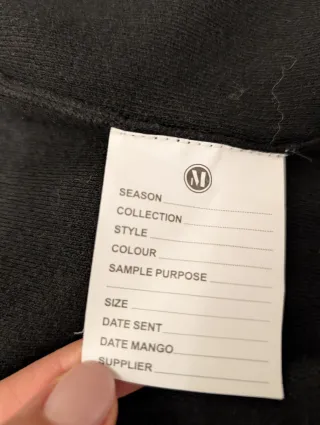 M
SEASON
COLLECTION
STYLE
COLOUR
SAMPLE PURPOSE
SIZE
DATE SENT
DATE MANGO
SUPPLIER